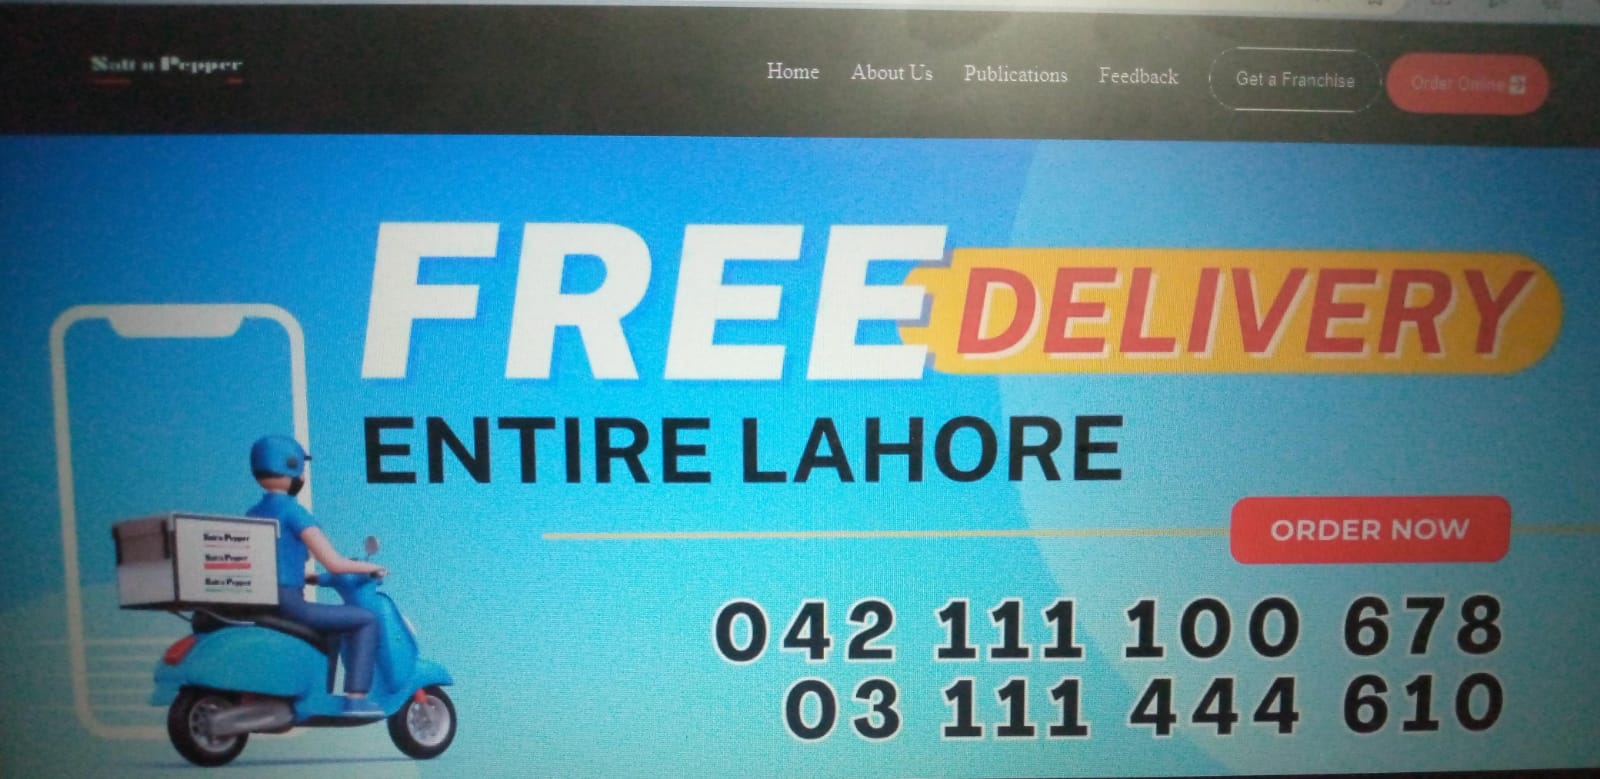 Salt n Pepper
Home About Us Publications Feedback Get a Franchise Order Online
FREE DELIVERY
ENTIRE LAHORE
ORDER NOW
Salt n Pepper
Salt n Pepper
Salt n Pepper
042 111 100 678
03 111 444 610